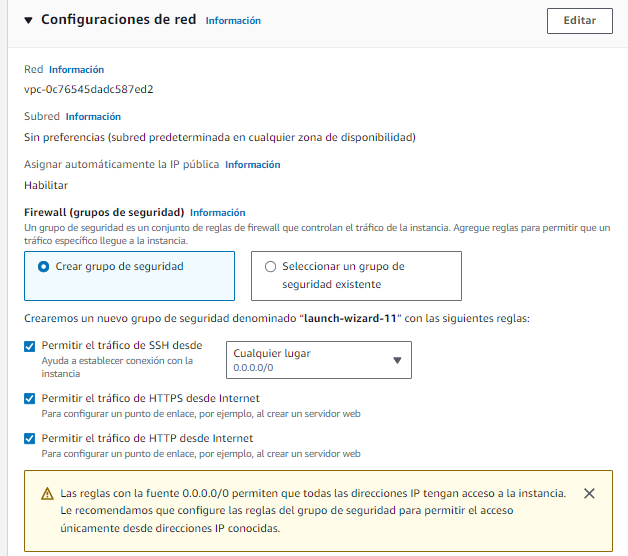 Configuraciones de red Información
Editar
Red Información
vpc-0c76545dadc587ed2
Subred Información
Sin preferencias (subred predeterminada en cualquier zona de disponibilidad)
Asignar automáticamente la IP pública Información
Habilitar
Firewall (grupos de seguridad) Información
Un grupo de seguridad es un conjunto de reglas de firewall que controlan el tráfico de la instancia. Agregue reglas para permitir que un
tráfico específico llegue a la instancia.
Crear grupo de seguridad
Seleccionar un grupo de
seguridad existente
Crearemos un nuevo grupo de seguridad denominado “launch-wizard-11” con las siguientes reglas:
Permitir el tráfico de SSH desde
Ayuda a establecer conexión con la
instancia
Cualquier lugar
0.0.0.0/0
Permitir el tráfico de HTTPS desde Internet
Para configurar un punto de enlace, por ejemplo, al crear un servidor web
Permitir el tráfico de HTTP desde Internet
Para configurar un punto de enlace, por ejemplo, al crear un servidor web
Las reglas con la fuente 0.0.0.0/0 permiten que todas las direcciones IP tengan acceso a la instancia.
Le recomendamos que configure las reglas del grupo de seguridad para permitir el acceso
únicamente desde direcciones IP conocidas.